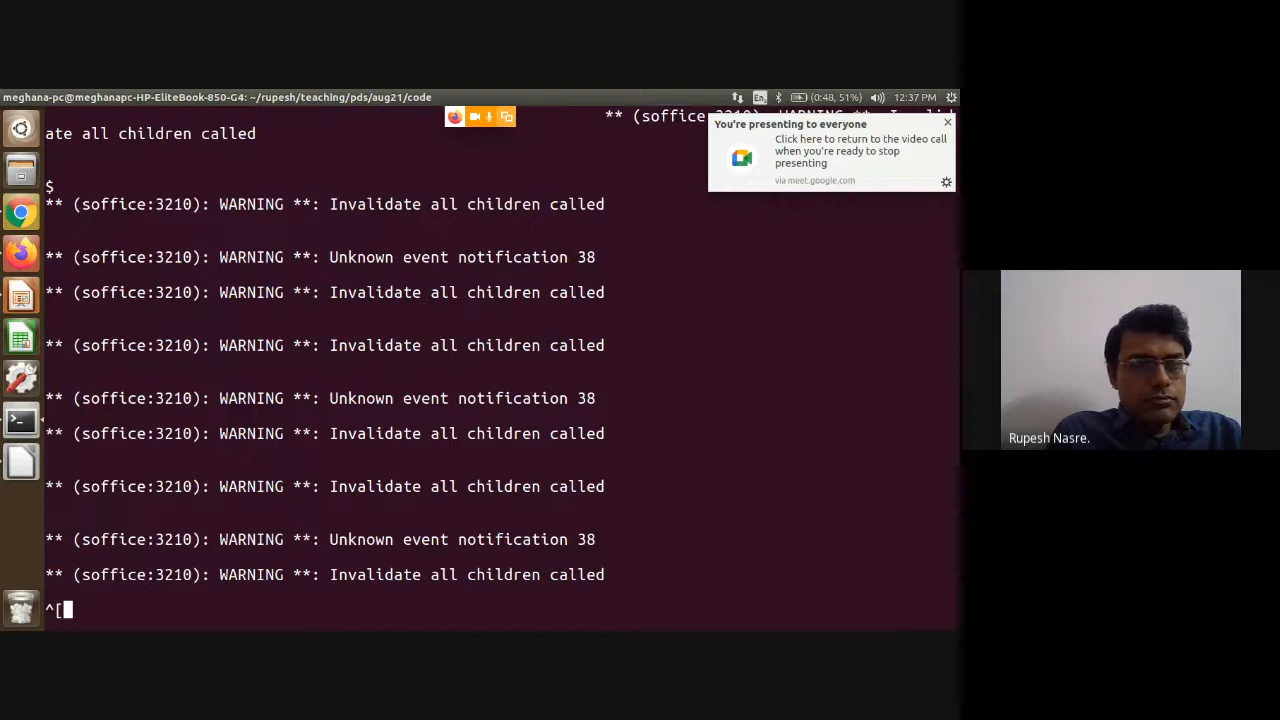 meghana-pc@meghanapc-HP-EliteBook-850-G4: ~/rupesh/teaching/pds/aug21/code
En
(0:48, 51%)
12:37 PM
** (soffice
ate all children called
You're presenting to everyone
Click here to return to the video call
when you're ready to stop
presenting
via meet.google.com
$
** (soffice:3210): WARNING **: Invalidate all children called
** (soffice:3210): WARNING **: Unknown event notification 38
** (soffice:3210): WARNING **: Invalidate all children called
** (soffice:3210): WARNING **: Invalidate all children called
** (soffice:3210): WARNING **: Unknown event notification 38
** (soffice:3210): WARNING **: Invalidate all children called
** (soffice:3210): WARNING **: Invalidate all children called
** (soffice:3210): WARNING **: Unknown event notification 38
** (soffice:3210): WARNING **: Invalidate all children called
^[
Rupesh Nasre.